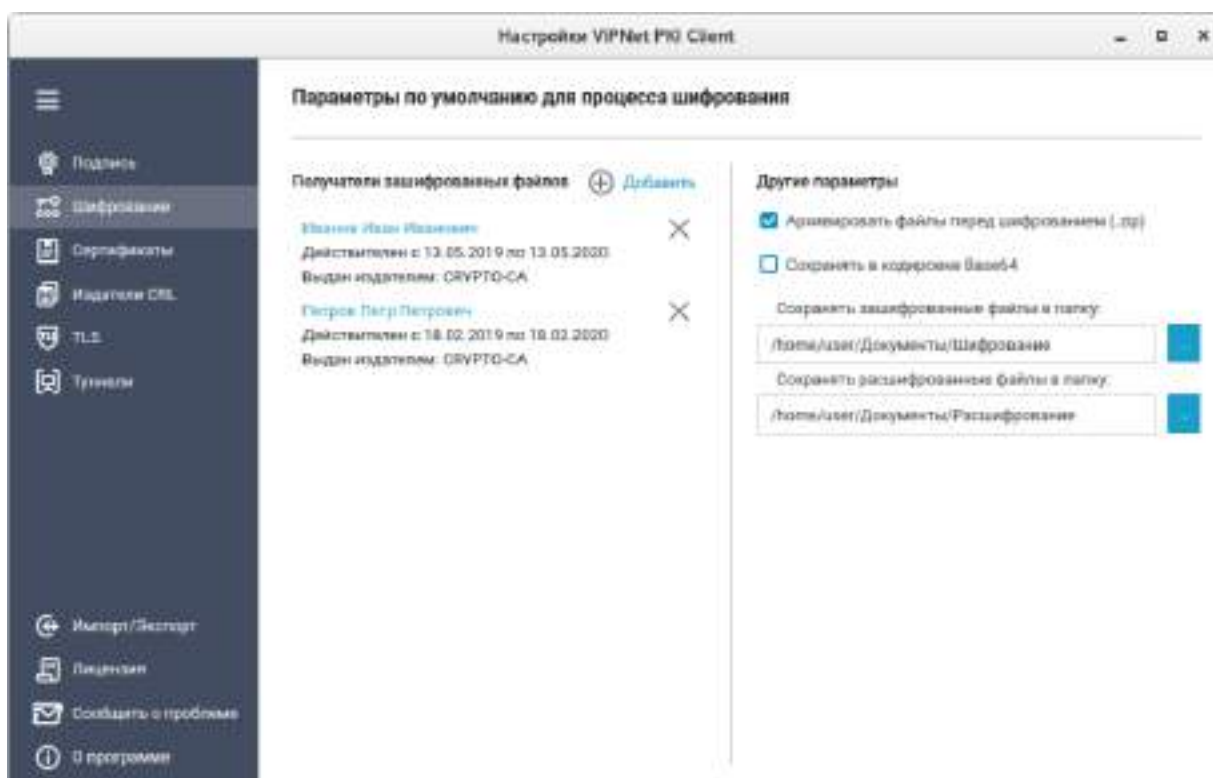 Настройки ViPNet PKI Client
Параметры по умолчанию для процесса шифрования
Подпись
Шифрование
Сертификаты
Издатели CRL
TLS
Туннели
Импорт/Экспорт
Лицензия
Сообщить о проблеме
О программе
Получатели зашифрованных файлов
Добавить
Иванов Иван Иванович
Действителен с 13.05.2019 по 13.05.2020
Выдан издателем: CRYPTO-CA
Петров Петр Петрович
Действителен с 18.02.2019 по 18.02.2020
Выдан издателем: CRYPTO-CA
Другие параметры
Архивировать файлы перед шифрованием (.zip)
Сохранять в кодировке Base64
Сохранять зашифрованные файлы в папку:
/home/user/Документы/Шифрование
Сохранять расшифрованные файлы в папку:
/home/user/Документы/Расшифрование